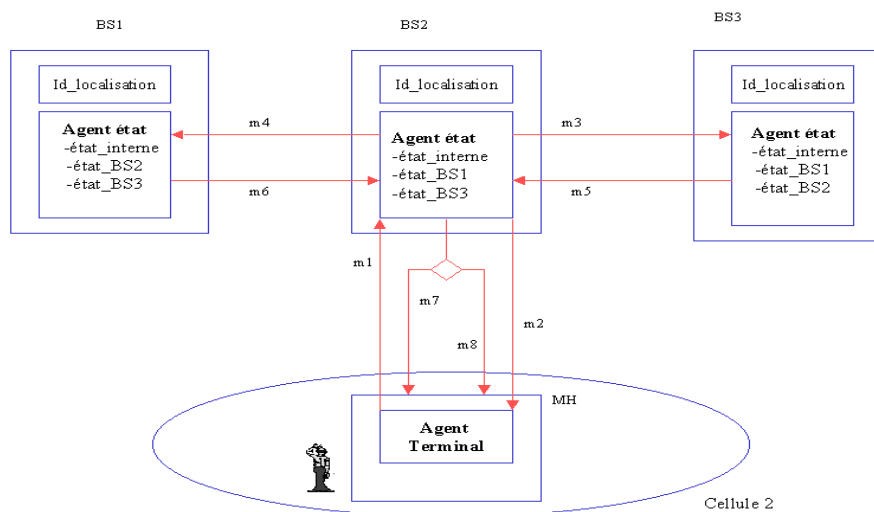 BS1
BS2
BS3
Id_localisation
Id_localisation
Id_localisation
Agent état
-état_interne
-état_BS2
-état_BS3
m4
m6
Agent état
-état_interne
-état_BS1
-état_BS3
m3
m5
Agent état
-état_interne
-état_BS1
-état_BS2
m1
m7
m8
m2
MH
Agent
Terminal
Cellule 2